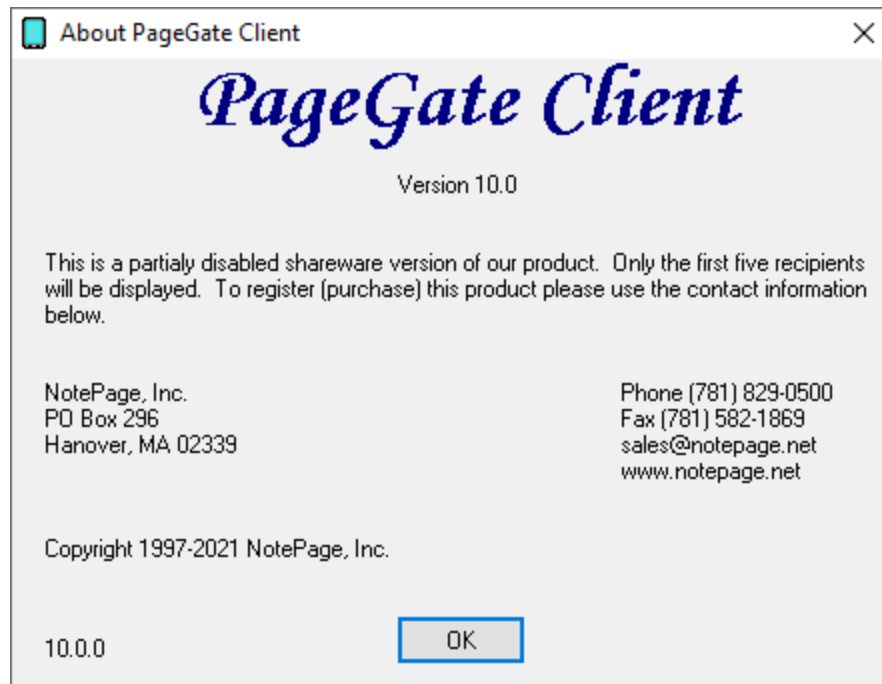 About PageGate Client
PageGate Client
Version 10.0
This is a partialy disabled shareware version of our product.  Only the first five recipients
will be displayed.  To register (purchase) this product please use the contact information
below.
NotePage, Inc.
PO Box 296
Hanover, MA 02339
Phone (781) 829-0500
Fax (781) 582-1869
sales@notepage.net
www.notepage.net
Copyright 1997-2021 NotePage, Inc.
10.0.0
OK